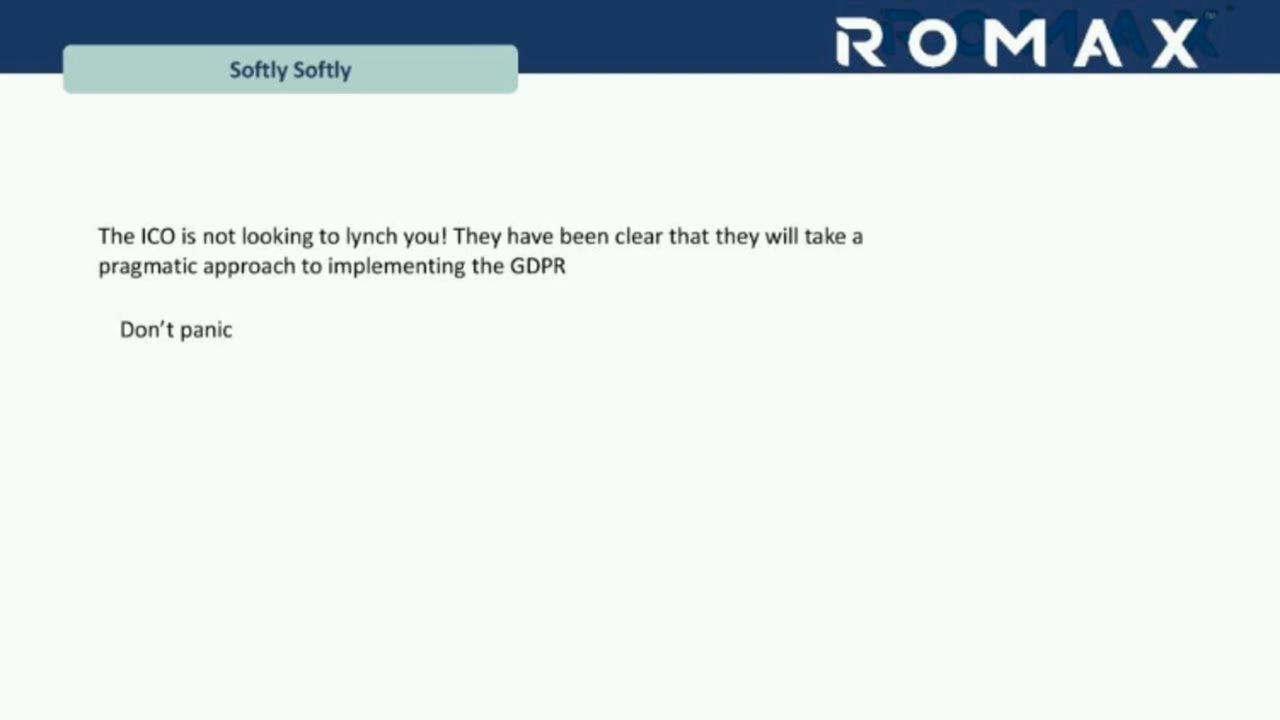 ROMAX
Softly Softly
The ICO is not looking to lynch you! They have been clear that they will take a
pragmatic approach to implementing the GDPR
Don't panic